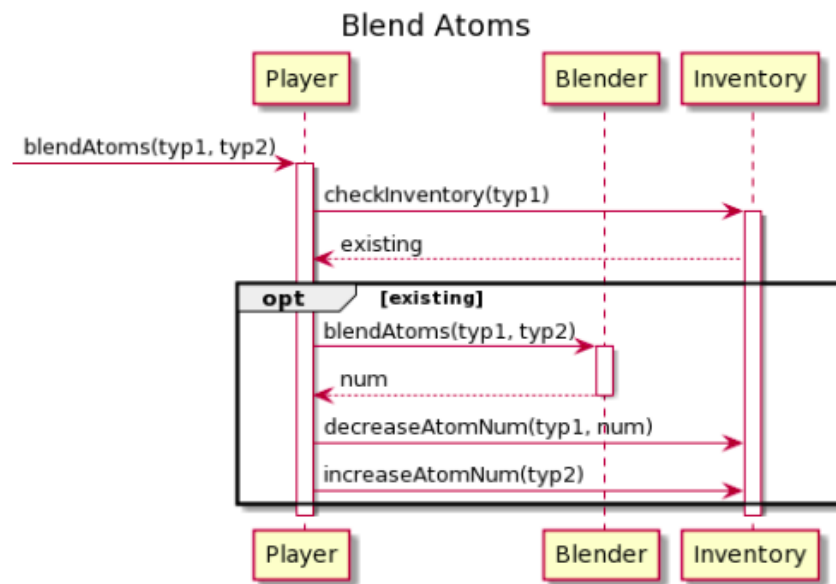 Blend Atoms
Player Blender Inventory
blendAtoms(typ1, typ2)
checkInventory(typ1)
existing
opt [existing]
blendAtoms(typ1, typ2)
num
decreaseAtomNum(typ1, num)
increaseAtomNum(typ2)
Player Blender Inventory